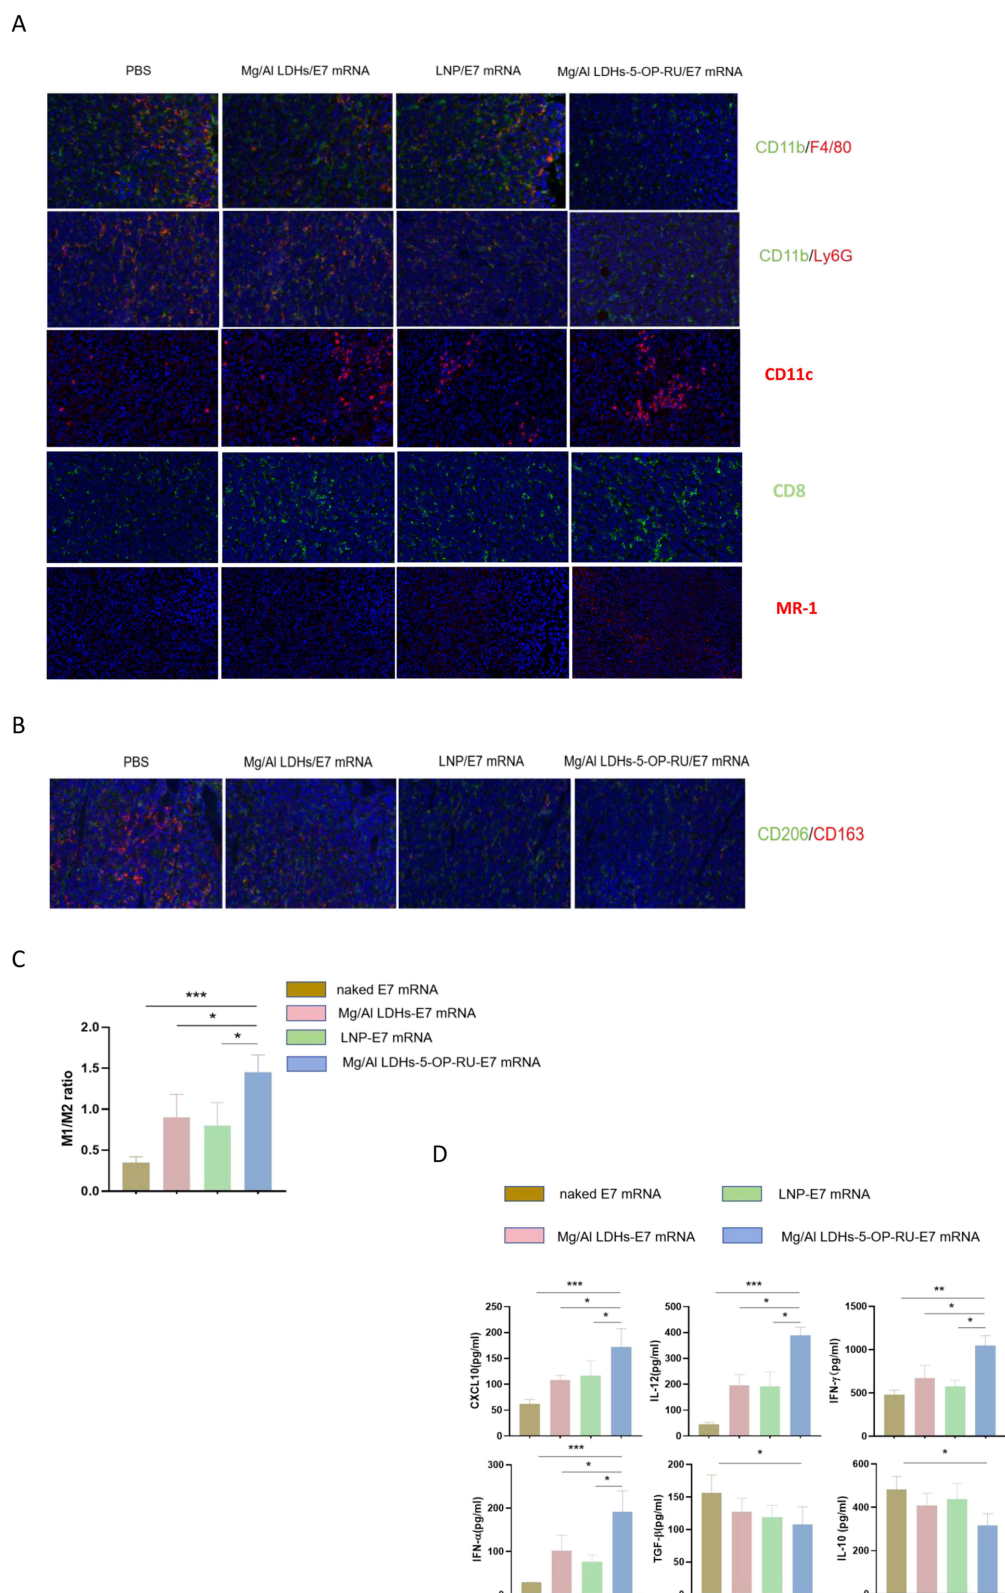 A
PBS
Mg/Al LDHs/E7 mRNA
LNP/E7 mRNA
Mg/Al LDHs-5-OP-RU/E7 mRNA
CD11b/F4/80
CD11b/Ly6G
CD11c
CD8
MR-1
B
PBS
Mg/Al LDHs/E7 mRNA
LNP/E7 mRNA
Mg/Al LDHs-5-OP-RU/E7 mRNA
CD206/CD163
C
naked E7 mRNA
Mg/Al LDHs-E7 mRNA
LNP-E7 mRNA
Mg/Al LDHs-5-OP-RU-E7 mRNA
***
*
*
M1/M2 ratio
2.0
1.5
1.0
0.5
0.0
D
naked E7 mRNA
LNP-E7 mRNA
Mg/Al LDHs-E7 mRNA
Mg/Al LDHs-5-OP-RU-E7 mRNA
***
*
*
CXCL10(pg/ml)
250
200
150
100
50
0
***
*
*
IL-12(pg/ml)
500
400
300
200
100
0
**
*
*
IFN-γ(pg/ml)
1500
1000
500
0
***
*
*
IFN-α(pg/ml)
300
200
100
0
*
TGF-β(pg/ml)
200
150
100
50
0
*
IL-10 (pg/ml)
600
400
200
0